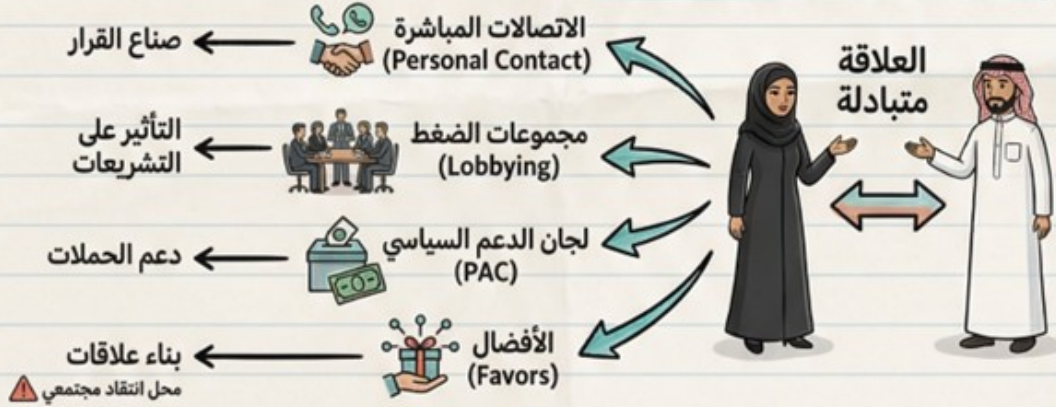 العلاقة
متبادلة
الاتصالات المباشرة
(Personal Contact)
صناع القرار
مجموعات الضغط
(Lobbying)
التأثير على
التشريعات
لجان الدعم السياسي
(PAC)
دعم الحملات
الأفضال
(Favors)
بناء علاقات
محل انتقاد مجتمعي